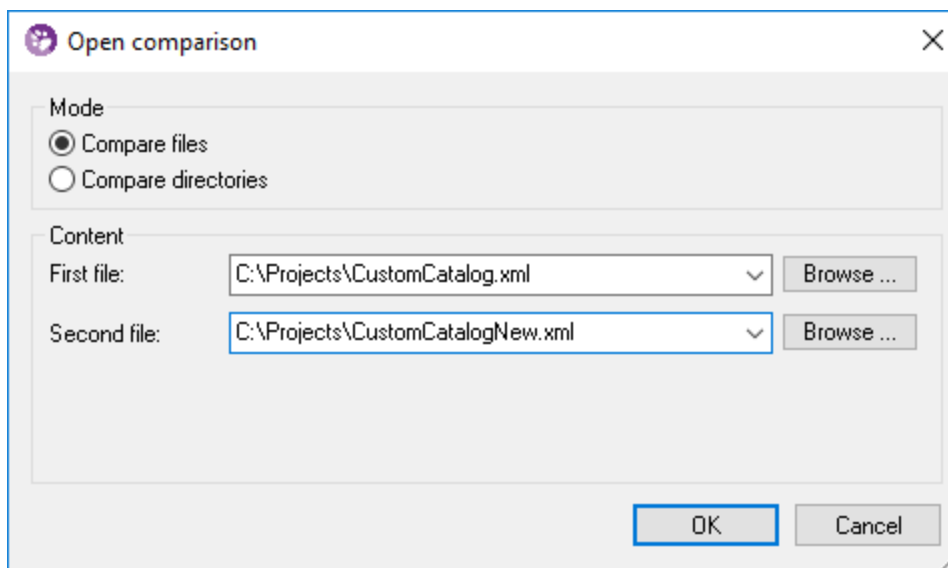 Open comparison
Mode
Compare files
Compare directories
Content
First file: C:\Projects\CustomCatalog.xml Browse ...
Second file: C:\Projects\CustomCatalogNew.xml Browse ...
OK Cancel